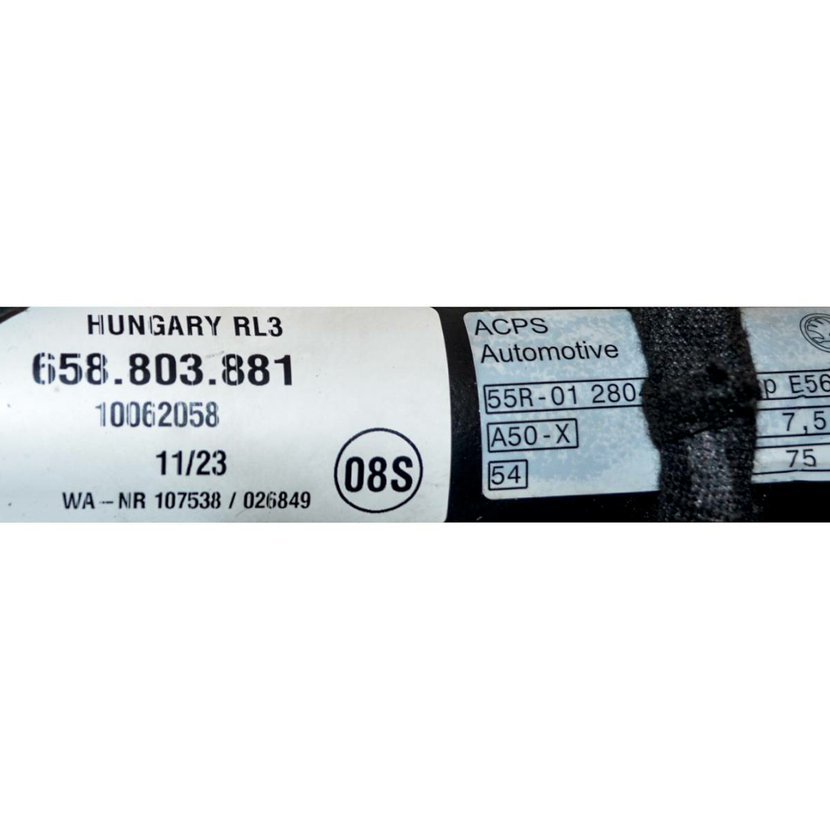 HUNGARY RL3
658.803.881
10062058
11/23
08S
WA-NR 107538 / 026849
ACPS
Automotive
55R-01 280
E56
A50-X
7,5
54
75